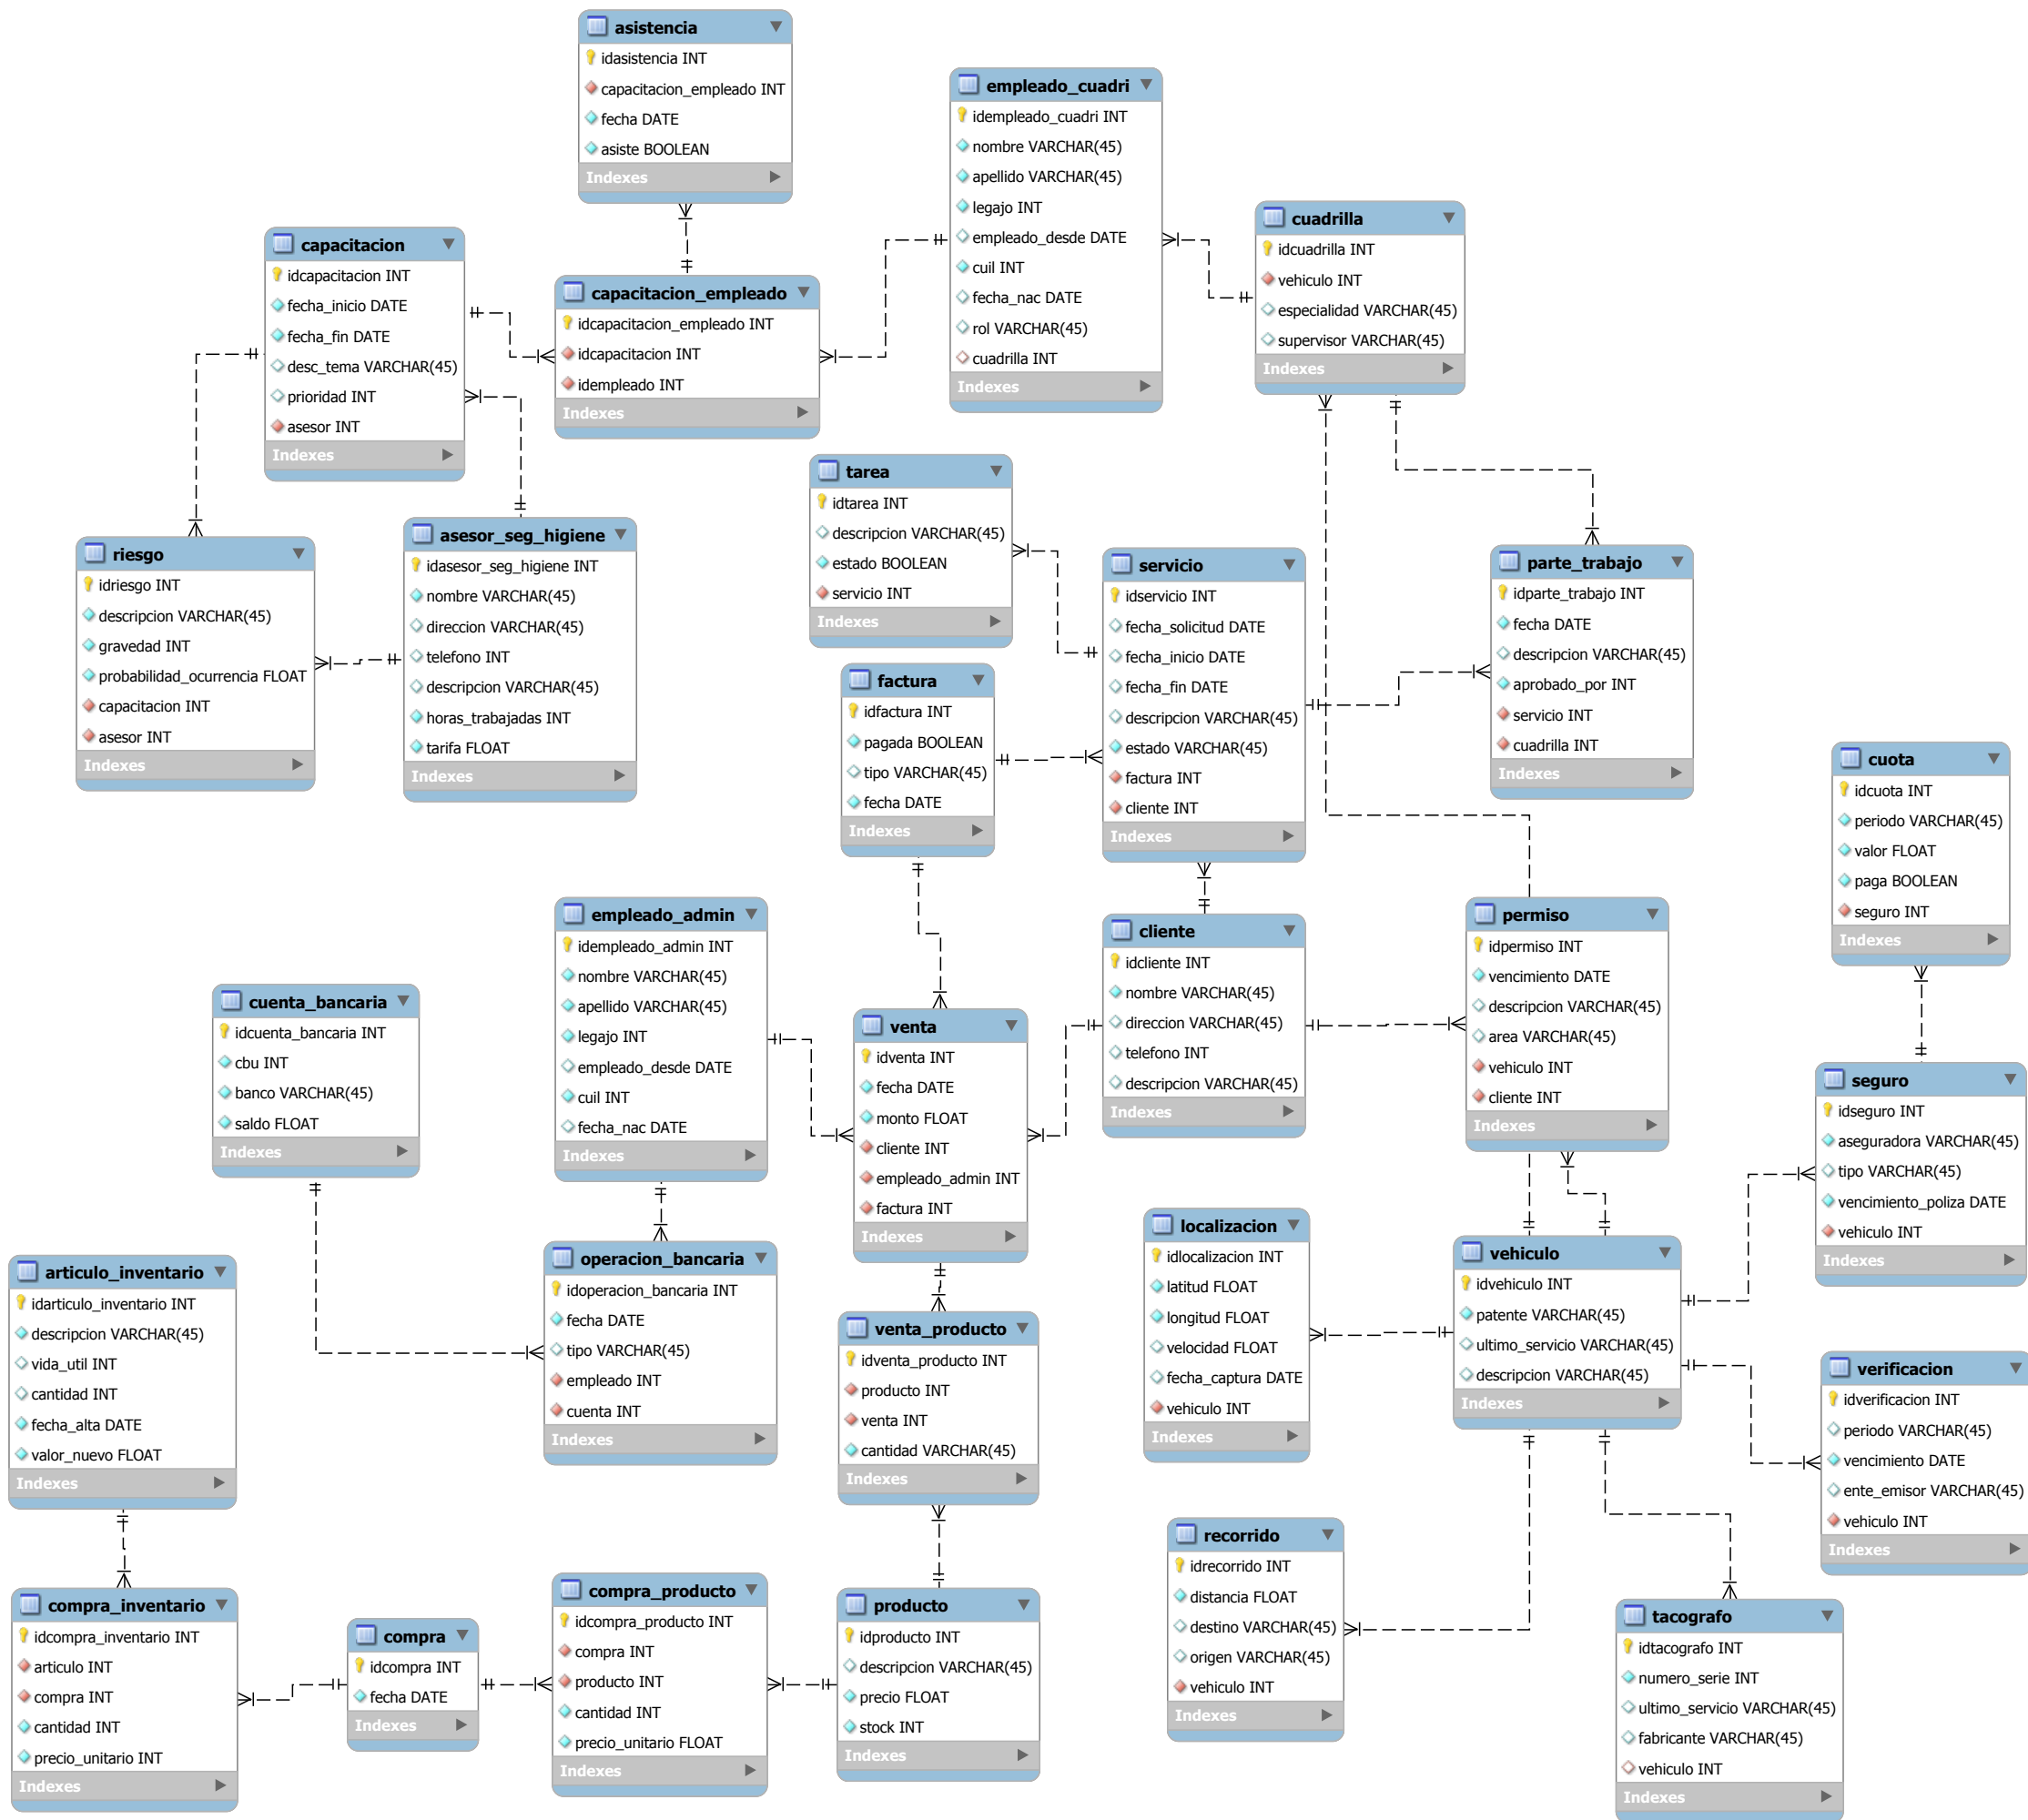 asistencia
idasistencia INT
capacitacion_empleado INT
fecha DATE
asiste BOOLEAN
Indexes
empleado_cuadri
idempleado_cuadri INT
nombre VARCHAR(45)
apellido VARCHAR(45)
legajo INT
empleado_desde DATE
cuil INT
fecha_nac DATE
rol VARCHAR(45)
cuadrilla INT
Indexes
cuadrilla
idcuadrilla INT
vehiculo INT
especialidad VARCHAR(45)
supervisor VARCHAR(45)
Indexes
capacitacion
idcapacitacion INT
fecha_inicio DATE
fecha_fin DATE
desc_tema VARCHAR(45)
prioridad INT
asesor INT
Indexes
capacitacion_empleado
idcapacitacion_empleado INT
idcapacitacion INT
idempleado INT
Indexes
tarea
idtarea INT
descripcion VARCHAR(45)
estado BOOLEAN
servicio INT
Indexes
riesgo
idriesgo INT
descripcion VARCHAR(45)
gravedad INT
probabilidad_ocurrencia FLOAT
capacitacion INT
asesor INT
Indexes
asesor_seg_higiene
idasesor_seg_higiene INT
nombre VARCHAR(45)
direccion VARCHAR(45)
telefono INT
descripcion VARCHAR(45)
horas_trabajadas INT
tarifa FLOAT
Indexes
servicio
idservicio INT
fecha_solicitud DATE
fecha_inicio DATE
fecha_fin DATE
descripcion VARCHAR(45)
estado VARCHAR(45)
factura INT
cliente INT
Indexes
parte_trabajo
idparte_trabajo INT
fecha DATE
descripcion VARCHAR(45)
aprobado_por INT
servicio INT
cuadrilla INT
Indexes
factura
idfactura INT
pagada BOOLEAN
tipo VARCHAR(45)
fecha DATE
Indexes
cuota
idcuota INT
periodo VARCHAR(45)
valor FLOAT
paga BOOLEAN
seguro INT
Indexes
empleado_admin
idempleado_admin INT
nombre VARCHAR(45)
apellido VARCHAR(45)
legajo INT
empleado_desde DATE
cuil INT
fecha_nac DATE
Indexes
cliente
idcliente INT
nombre VARCHAR(45)
direccion VARCHAR(45)
telefono INT
descripcion VARCHAR(45)
Indexes
permiso
idpermiso INT
vencimiento DATE
descripcion VARCHAR(45)
area VARCHAR(45)
vehiculo INT
cliente INT
Indexes
cuenta_bancaria
idcuenta_bancaria INT
cbu INT
banco VARCHAR(45)
saldo FLOAT
Indexes
venta
idventa INT
fecha DATE
monto FLOAT
cliente INT
empleado_admin INT
factura INT
Indexes
seguro
idseguro INT
aseguradora VARCHAR(45)
tipo VARCHAR(45)
vencimiento_poliza DATE
vehiculo INT
Indexes
localizacion
idlocalizacion INT
latitud FLOAT
longitud FLOAT
velocidad FLOAT
fecha_captura DATE
vehiculo INT
Indexes
vehiculo
idvehiculo INT
patente VARCHAR(45)
ultimo_servicio VARCHAR(45)
descripcion VARCHAR(45)
Indexes
articulo_inventario
idarticulo_inventario INT
descripcion VARCHAR(45)
vida_util INT
cantidad INT
fecha_alta DATE
valor_nuevo FLOAT
Indexes
operacion_bancaria
idoperacion_bancaria INT
fecha DATE
tipo VARCHAR(45)
empleado INT
cuenta INT
Indexes
venta_producto
idventa_producto INT
producto INT
venta INT
cantidad VARCHAR(45)
Indexes
verificacion
idverificacion INT
periodo VARCHAR(45)
vencimiento DATE
ente_emisor VARCHAR(45)
vehiculo INT
Indexes
recorrido
idrecorrido INT
distancia FLOAT
destino VARCHAR(45)
origen VARCHAR(45)
vehiculo INT
Indexes
compra_inventario
idcompra_inventario INT
articulo INT
compra INT
cantidad INT
precio_unitario INT
Indexes
compra
idcompra INT
fecha DATE
Indexes
compra_producto
idcompra_producto INT
compra INT
producto INT
cantidad INT
precio_unitario FLOAT
Indexes
producto
idproducto INT
descripcion VARCHAR(45)
precio FLOAT
stock INT
Indexes
tacografo
idtacografo INT
numero_serie INT
ultimo_servicio VARCHAR(45)
fabricante VARCHAR(45)
vehiculo INT
Indexes